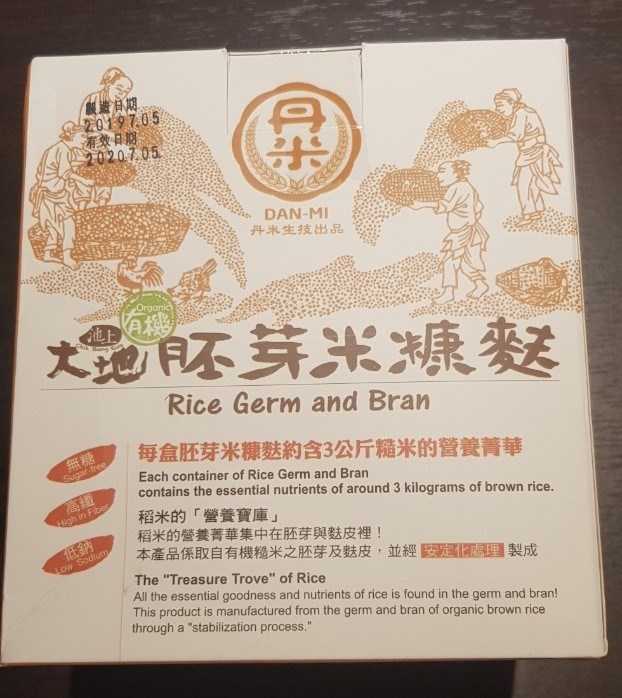 製造日期
2019 7.05
有效日期
2020.7.05
丹米
DAN-MI
丹米生技出品
Organic
有機
池上
大地胚芽米糠麩
Rice Germ and Bran
無糖
Sugar-free
高纖
High in Fiber
低鈉
Low Sodium
每盒胚芽米糠麩約含3公斤糙米的營養菁華
Each container of Rice Germ and Bran
contains the essential nutrients of around 3 kilograms of brown rice.
稻米的「營養寶庫」
稻米的營養菁華集中在胚芽與麩皮裡！
本產品係取自有機糙米之胚芽及麩皮，並經 安定化處理 製成
The "Treasure Trove" of Rice
All the essential goodness and nutrients of rice is found in the germ and bran!
This product is manufactured from the germ and bran of organic brown rice
through a "stabilization process."